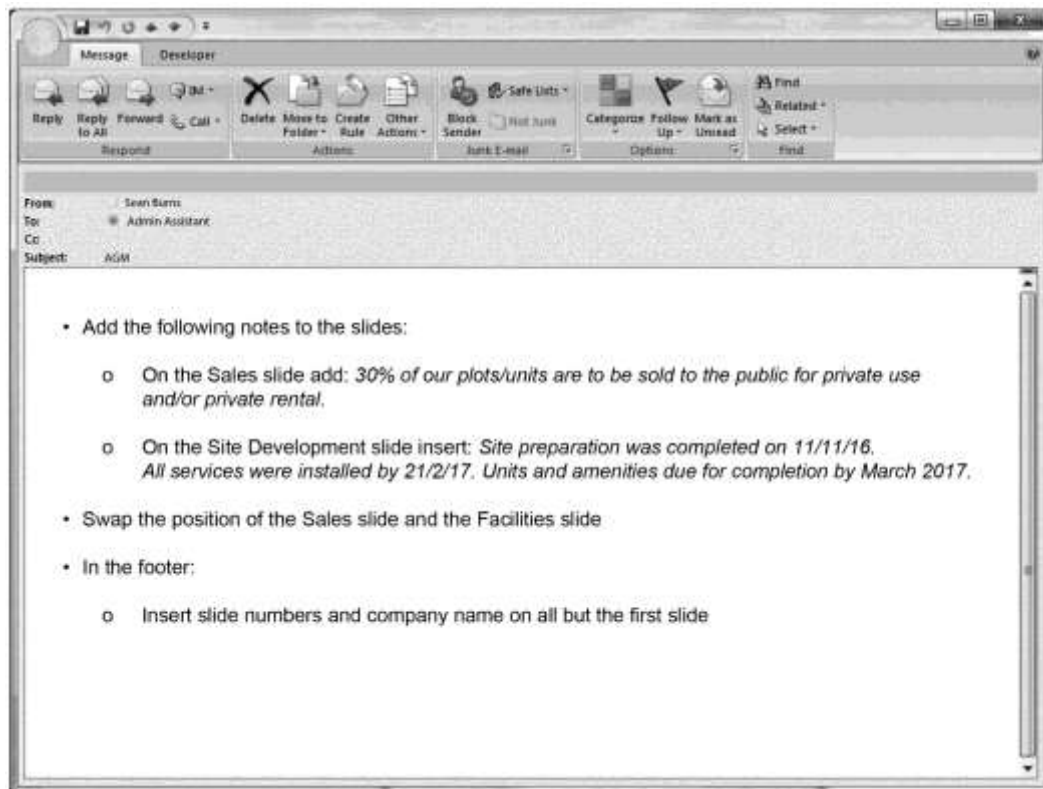 Message Developer
Reply Reply to All Forward IM Call
Respond
Delete Move to Folder Create Rule Other Actions
Actions
Block Sender Safe Lists Not Junk
Junk E-mail
Categorize Follow Up Mark as Unread
Options
Find Related Select
Find
From: Sean Burns
To: Admin Assistant
Cc:
Subject: AGM
• Add the following notes to the slides:
o On the Sales slide add: 30% of our plots/units are to be sold to the public for private use
and/or private rental.
o On the Site Development slide insert: Site preparation was completed on 11/11/16.
All services were installed by 21/2/17. Units and amenities due for completion by March 2017.
• Swap the position of the Sales slide and the Facilities slide
• In the footer:
o Insert slide numbers and company name on all but the first slide